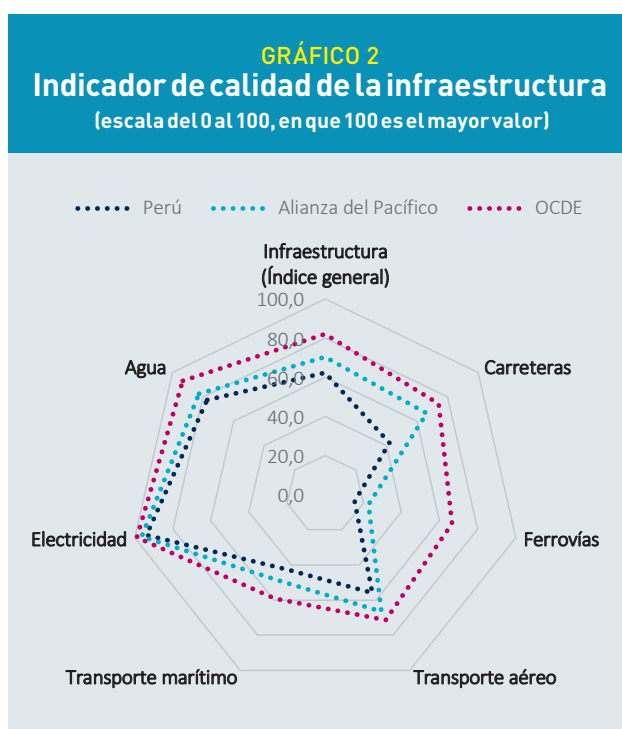 GRÁFICO 2
Indicador de calidad de la infraestructura
(escala del 0 al 100, en que 100 es el mayor valor)
Perú Alianza del Pacífico OCDE
Infraestructura
(Índice general)
100,0
80,0
60,0
40,0
20,0
0,0
Agua
Carreteras
Electricidad
Ferrovías
Transporte marítimo
Transporte aéreo